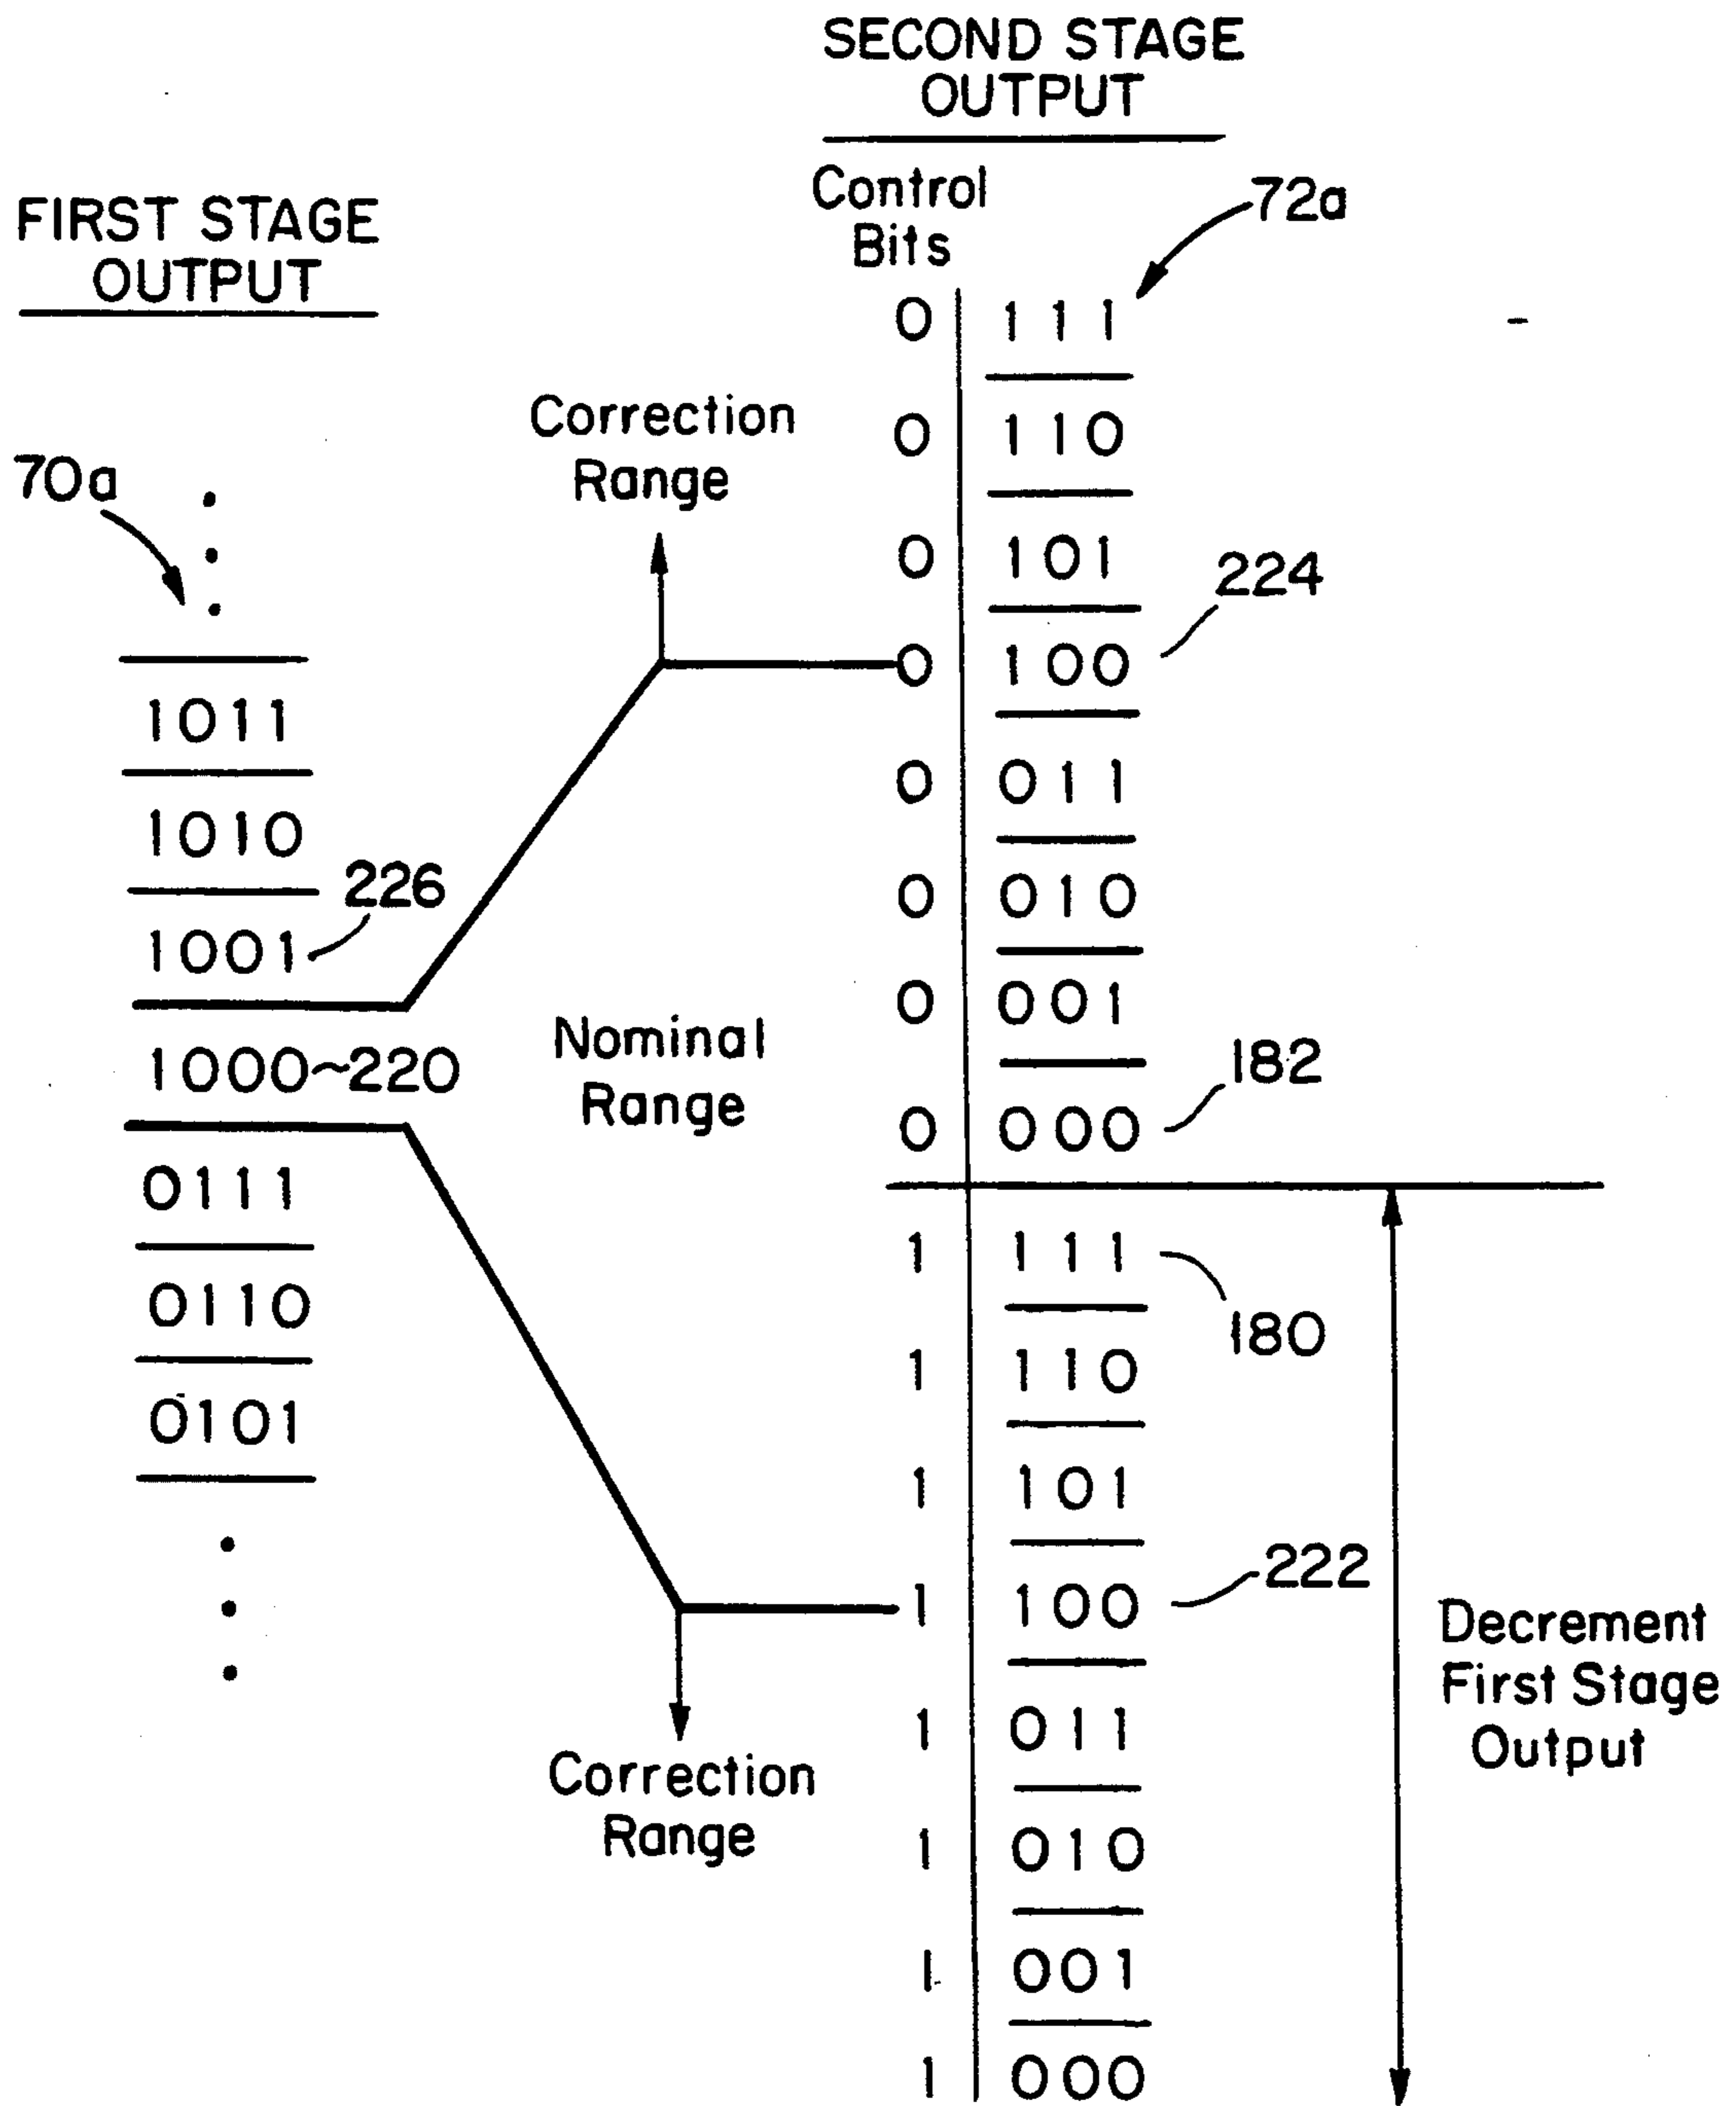 SECOND STAGE
OUTPUT
Control
Bits
72a
FIRST STAGE
OUTPUT
70a
1011
1010
1001
226
1000~220
0111
0110
0101
Correction
Range
Nominal
Range
Correction
Range
0 111
0 110
0 101
0 100 224
0 011
0 010
0 001
0 000 182
1 111 180
1 110
1 101
1 100 222
1 011
1 010
1 001
1 000
Decrement
First Stage
Output